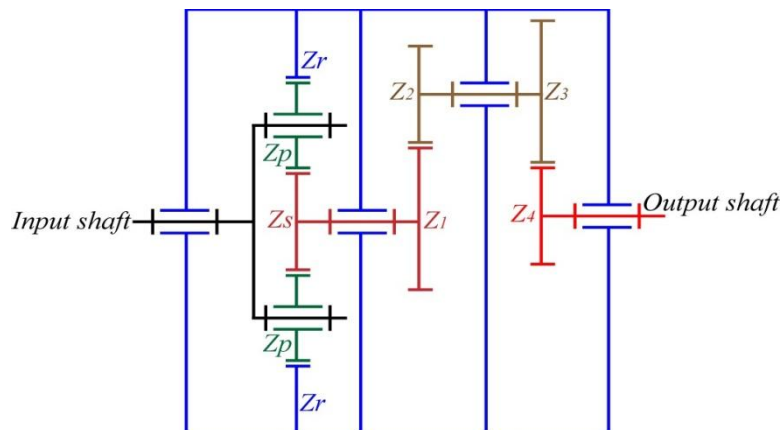 Zr
Z2
Z3
Zp
Input shaft
Zs
Z1
Z4
Output shaft
Zp
Zr